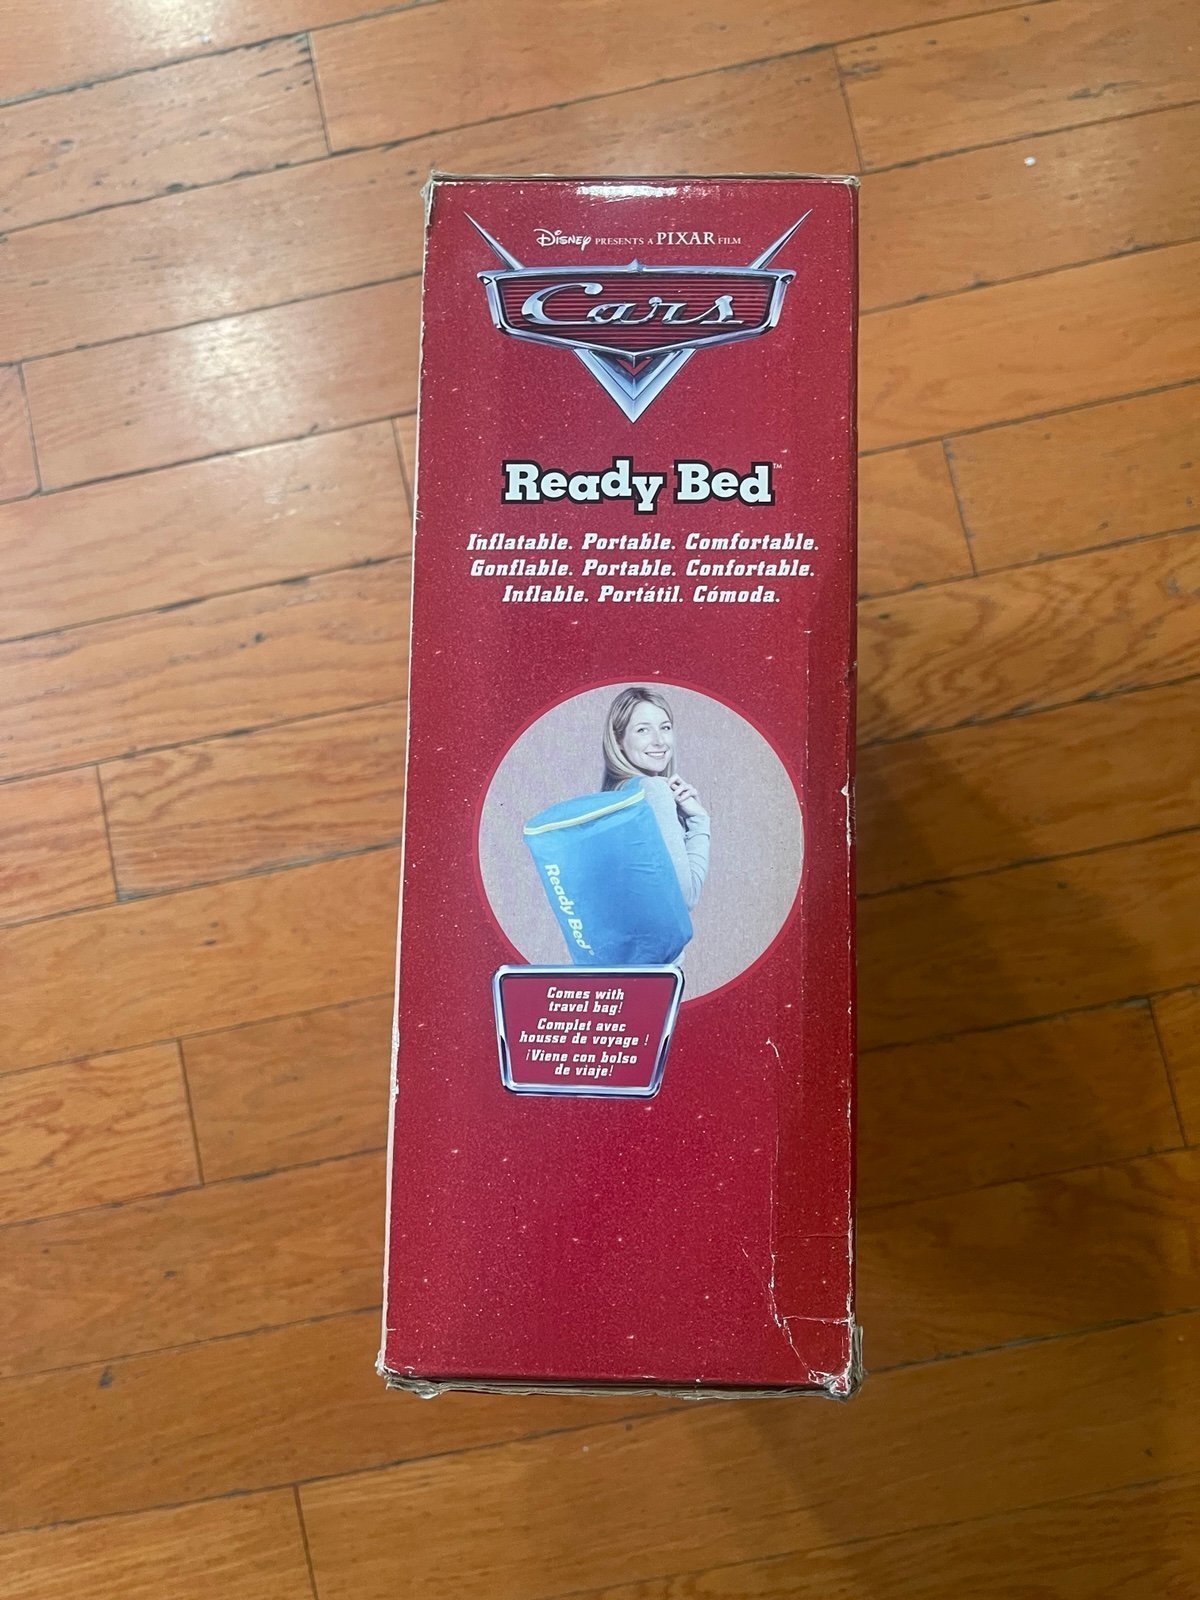 Disney PRESENTS A PIXAR FILM
Cars
Ready Bed™
Inflatable. Portable. Comfortable.
Gonflable. Portable. Confortable.
Inflable. Portátil. Cómoda.
Ready Bed®
Comes with
travel bag!
Complet avec
housse de voyage !
¡Viene con bolso
de viaje!